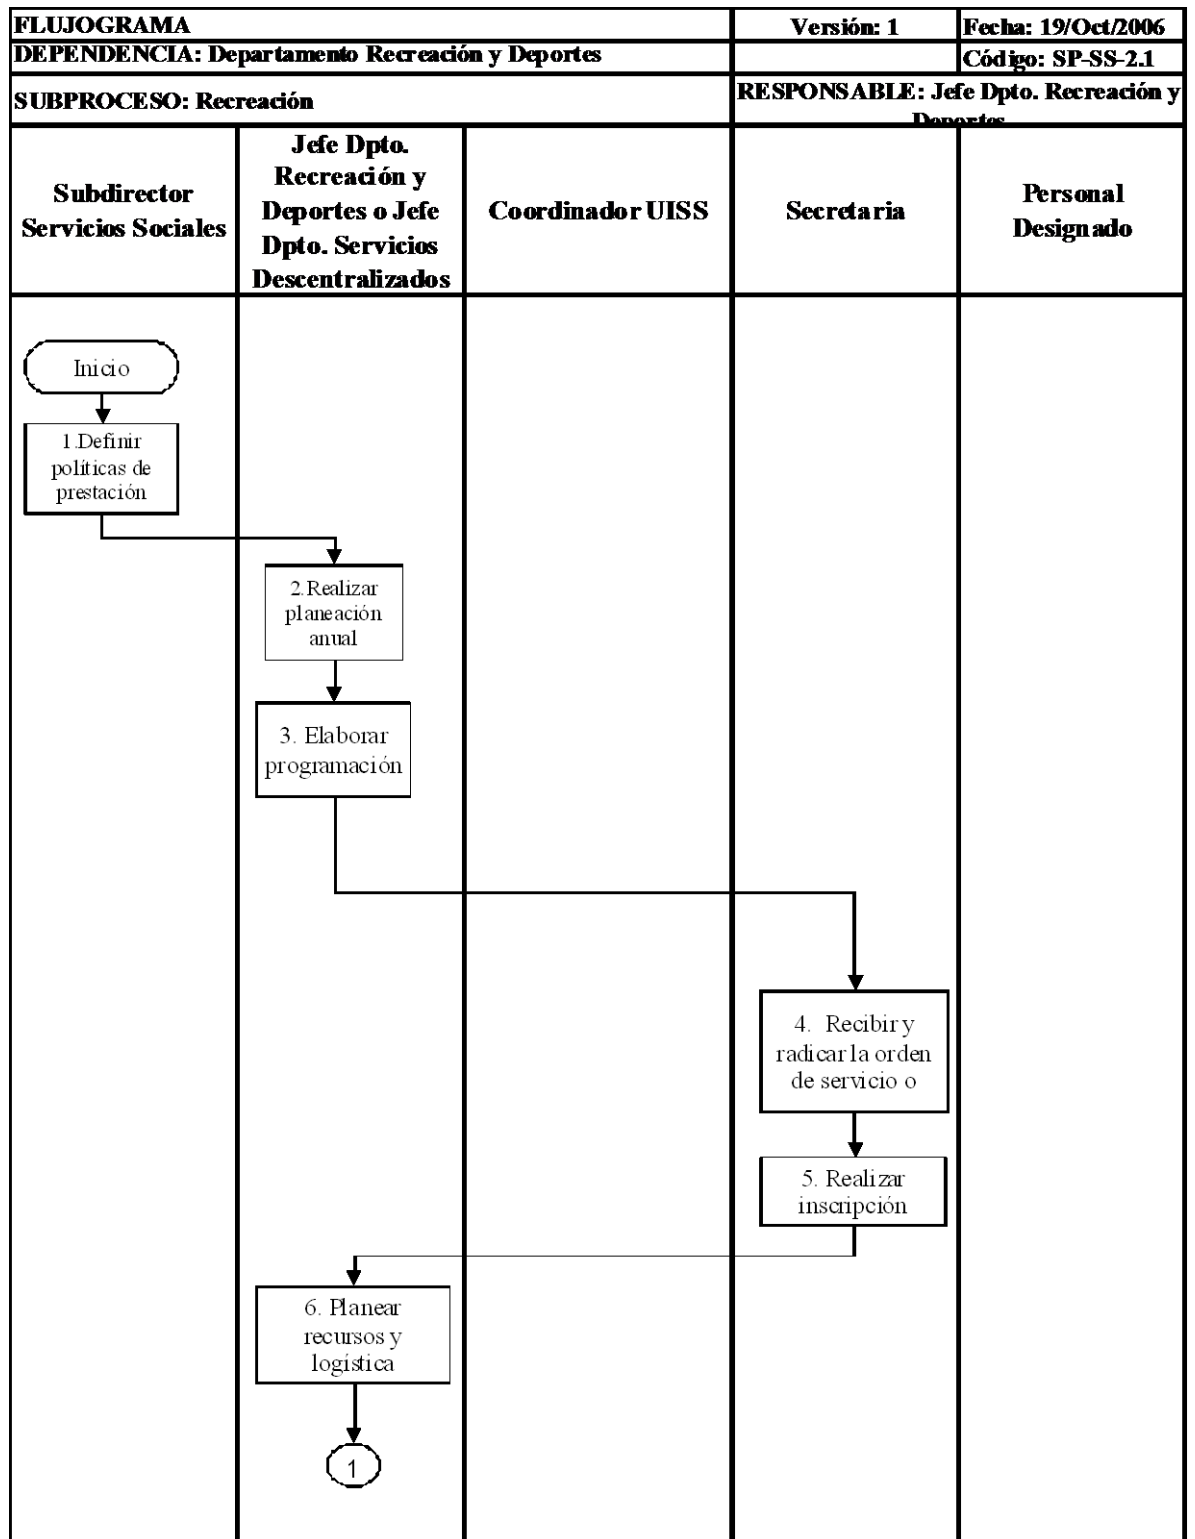 FLUJOGRAMA
Versión: 1
Fecha: 19/Oct/2006
DEPENDENCIA: Departamento Recreación y Deportes
Código: SP-SS-2.1
SUBPROCESO: Recreación
RESPONSABLE: Jefe Dpto. Recreación y
Deportes
Subdirector
Servicios Sociales
Jefe Dpto.
Recreación y
Deportes o Jefe
Dpto. Servicios
Descentralizados
Coordinador UISS
Secretaria
Personal
Designado
Inicio
1.Definir
políticas de
prestación
2.Realizar
planeación
anual
3. Elaborar
programación
4. Recibir y
radicar la orden
de servicio o
5. Realizar
inscripción
6. Planear
recursos y
logística
1